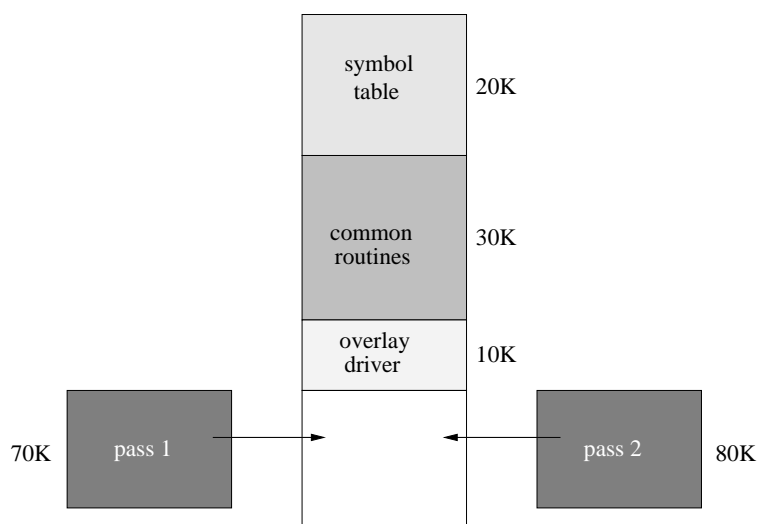 symbol
table
20K
common
routines
30K
overlay
driver
10K
70K
pass 1
pass 2
80K